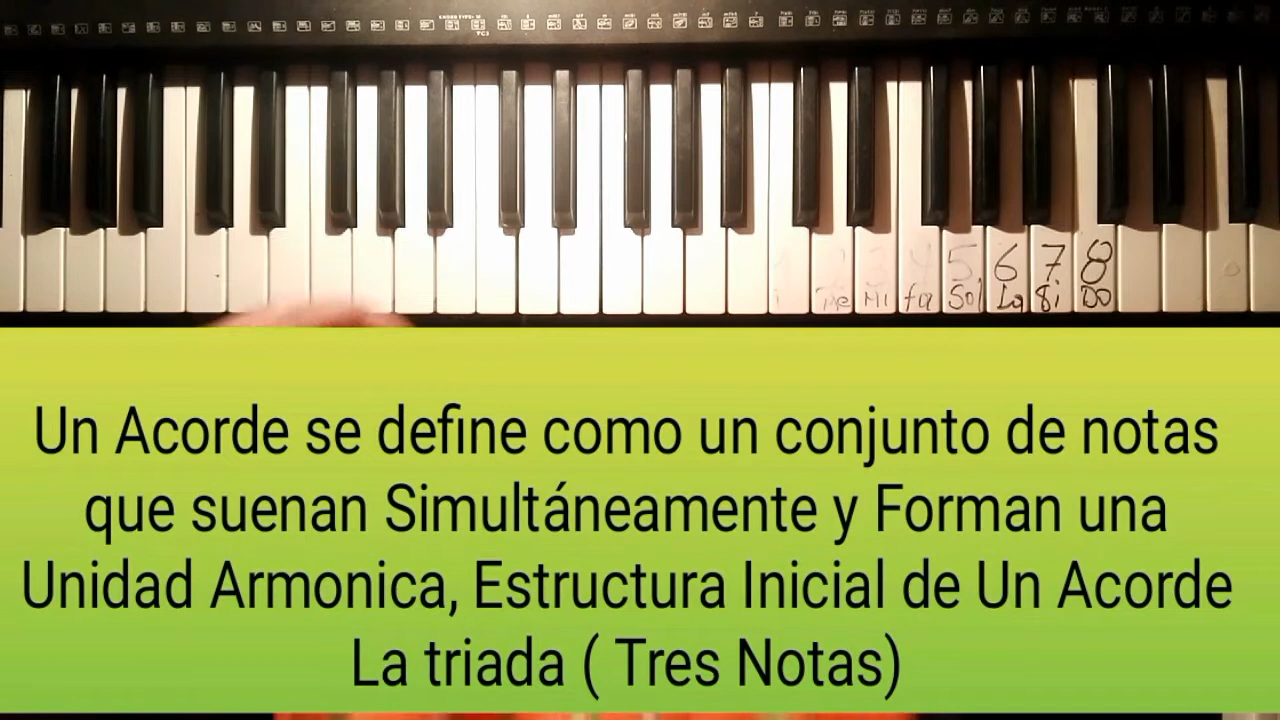 5 6 7 8
Mi fa Sol La Si Do
Un Acorde se define como un conjunto de notas
que suenan Simultáneamente y Forman una
Unidad Armonica, Estructura Inicial de Un Acorde
La triada ( Tres Notas)